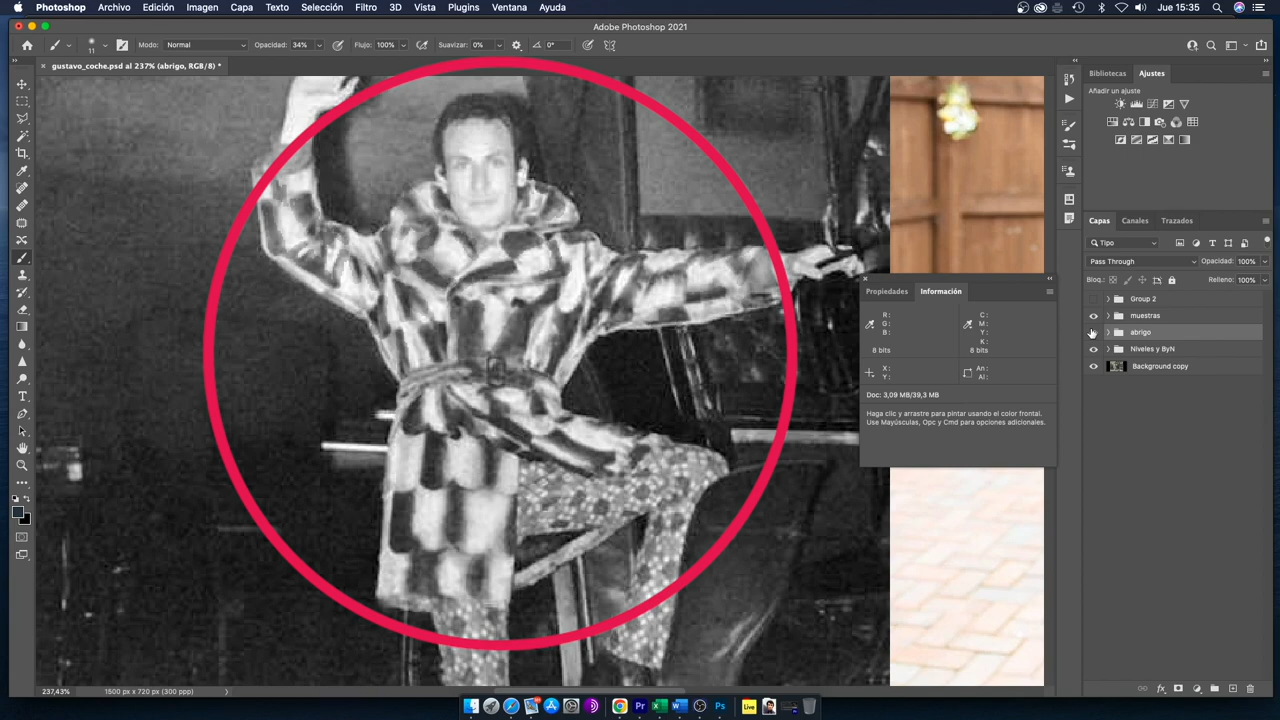 Photoshop Archivo Edición Imagen Capa Texto Selección Filtro 3D Vista Plugins Ventana Ayuda Jue 15:35
Adobe Photoshop 2021
11 Modo: Normal Opacidad: 34% Flujo: 100% Suavizar: 0% 0°
gustavo_coche.psd al 237% (abrigo, RGB/8) *
Bibliotecas Ajustes
Añadir un ajuste
Capas Canales Trazados
Tipo
Pass Through Opacidad: 100%
Bloq.: Relleno: 100%
Group 2
muestras
abrigo
Niveles y ByN
Background copy
Propiedades Información
R: C:
G: M:
B: Y:
K:
8 bits 8 bits
X: An:
Y: Al:
Doc: 3,09 MB/39,3 MB
Haga clic y arrastre para pintar usando el color frontal.
Use Mayúsculas, Opc y Cmd para opciones adicionales.
237,43% 1500 px x 720 px (300 ppp)
Live